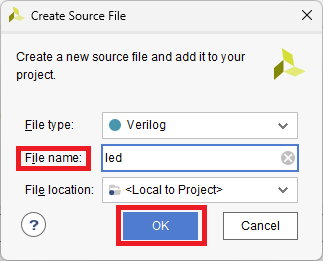 Create Source File
Create a new source file and add it to your
project.
File type: Verilog
File name: led
File location: <Local to Project>
? OK Cancel